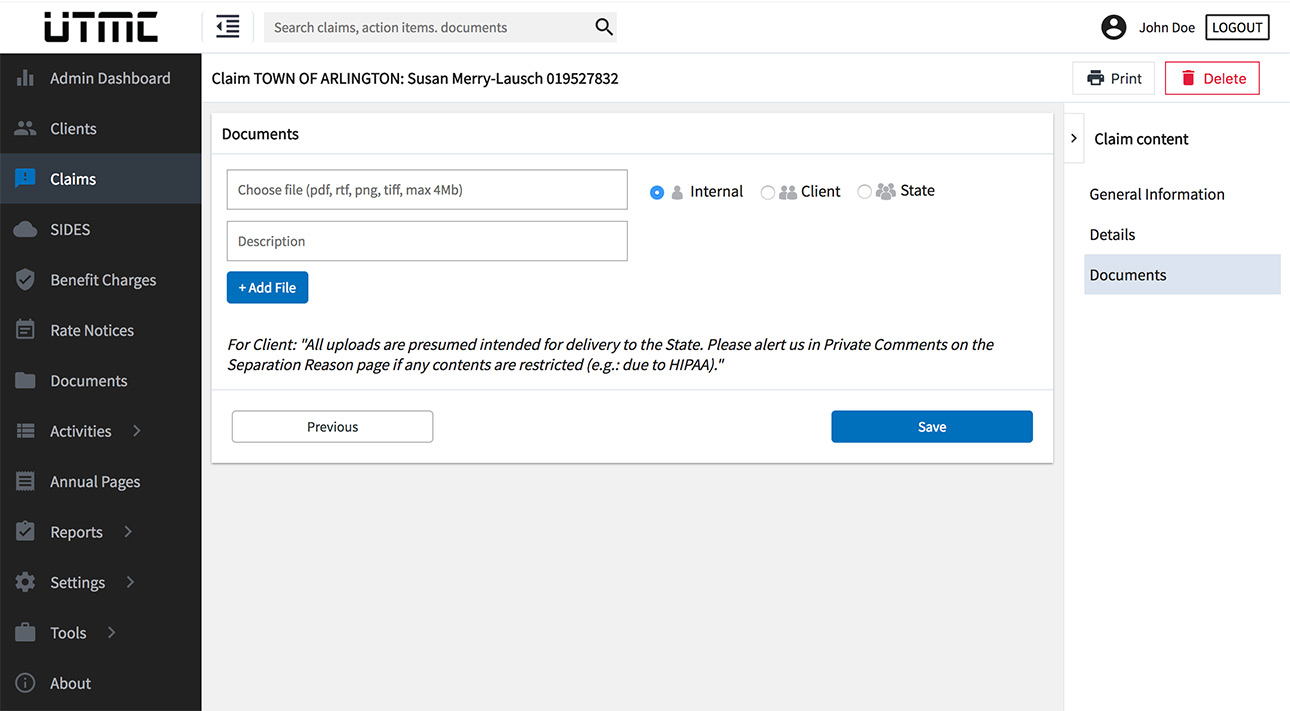 UTMC
Search claims, action items. documents
John Doe
LOGOUT
Admin Dashboard
Clients
Claims
SIDES
Benefit Charges
Rate Notices
Documents
Activities
Annual Pages
Reports
Settings
Tools
About
Claim TOWN OF ARLINGTON: Susan Merry-Lausch 019527832
Print
Delete
Documents
Choose file (pdf, rtf, png, tiff, max 4Mb)
Internal
Client
State
Description
+ Add File
For Client: "All uploads are presumed intended for delivery to the State. Please alert us in Private Comments on the
Separation Reason page if any contents are restricted (e.g.: due to HIPAA)."
Previous
Save
Claim content
General Information
Details
Documents